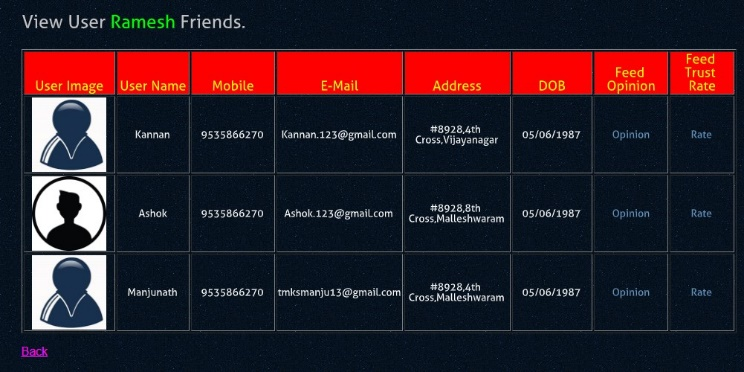 View User Ramesh Friends.
User Image User Name Mobile E-Mail Address DOB Feed Opinion Feed Trust Rate
Kannan 9535866270 Kannan.123@gmail.com #8928,4th Cross,Vijayanagar 05/06/1987 Opinion Rate
Ashok 9535866270 Ashok.123@gmail.com #8928,8th Cross,Malleshwaram 05/06/1987 Opinion Rate
Manjunath 9535866270 tmksmanju13@gmail.com #8928,4th Cross,Malleshwaram 05/06/1987 Opinion Rate
Back